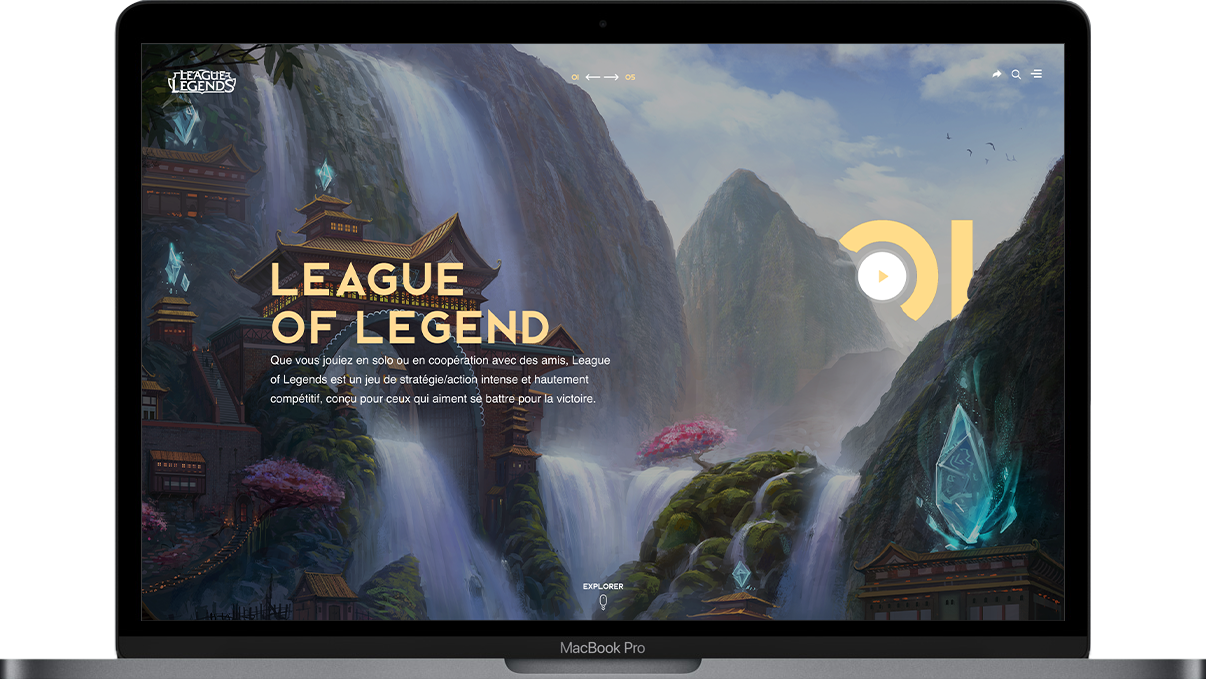 LEAGUE
LEGENDS
01
05
01
LEAGUE
OF LEGEND
Que vous jouiez en solo ou en coopération avec des amis, League
of Legends est un jeu de stratégie/action intense et hautement
compétitif, conçu pour ceux qui aiment se battre pour la victoire.
EXPLORER
MacBook Pro